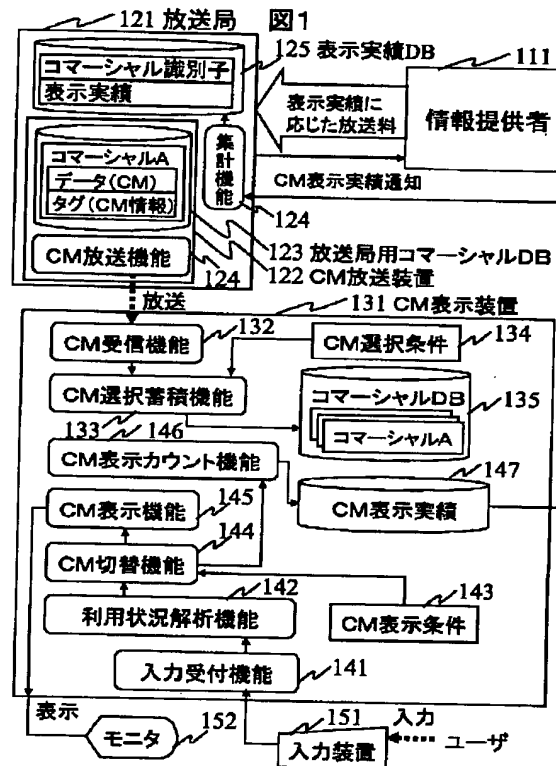 121 放送局 図1
125 表示実績DB
コマーシャル識別子
表示実績
集計機能
124
表示実績に
応じた放送料
111
情報提供者
CM表示実績通知
コマーシャルA
データ(CM)
タグ(CM情報)
CM放送機能
124
123 放送局用コマーシャルDB
122 CM放送装置
放送
131 CM表示装置
CM受信機能
132
CM選択条件
134
CM選択蓄積機能
133
コマーシャルDB
コマーシャルA
135
146
CM表示カウント機能
147
CM表示実績
CM表示機能
145
CM切替機能
144
142
利用状況解析機能
143
CM表示条件
入力受付機能
141
表示
モニタ
152
151
入力装置
入力
ユーザ